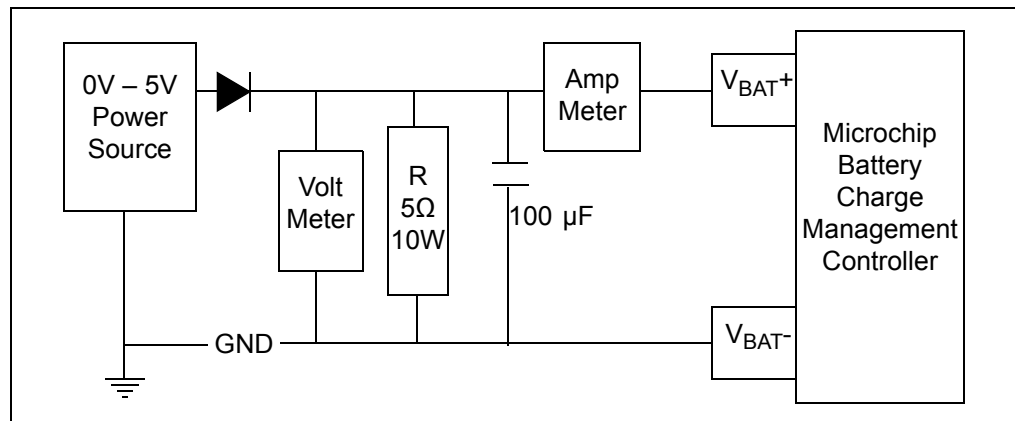 0V – 5V
Power
Source
Volt
Meter
R
5Ω
10W
100 µF
Amp
Meter
VBAT+
Microchip
Battery
Charge
Management
Controller
GND
VBAT-